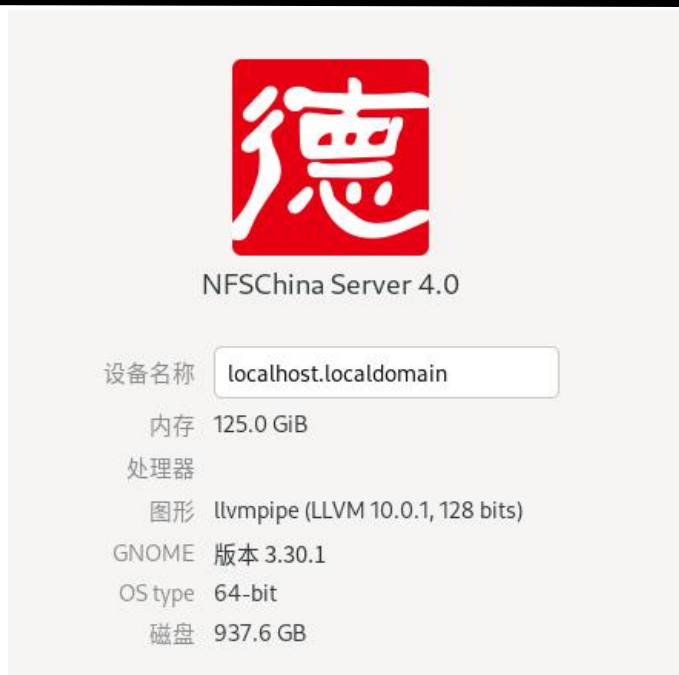 德
NFSChina Server 4.0
设备名称 localhost.localdomain
内存 125.0 GiB
处理器
图形 llvmpipe (LLVM 10.0.1, 128 bits)
GNOME 版本 3.30.1
OS type 64-bit
磁盘 937.6 GB